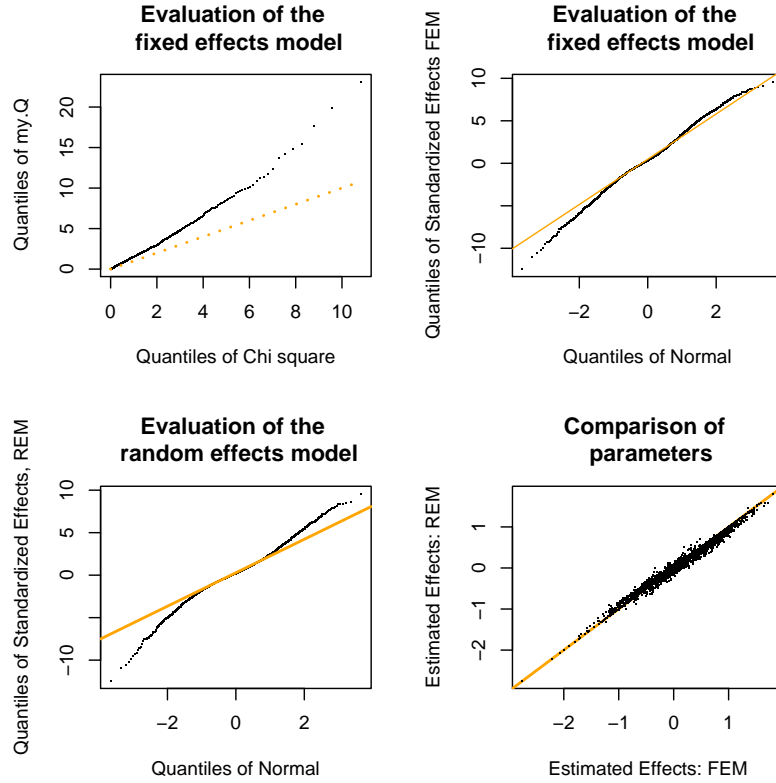 Evaluation of the
fixed effects model
Quantiles of my.Q
0 5 10 15 20
0 2 4 6 8 10
Quantiles of Chi square
Evaluation of the
fixed effects model
Quantiles of Standardized Effects FEM
-10 0 5 10
−2 0 2
Quantiles of Normal
Evaluation of the
random effects model
Quantiles of Standardized Effects, REM
−10 0 5 10
−2 0 2
Quantiles of Normal
Comparison of
parameters
Estimated Effects: REM
−2 −1 0 1
−2 −1 0 1
Estimated Effects: FEM